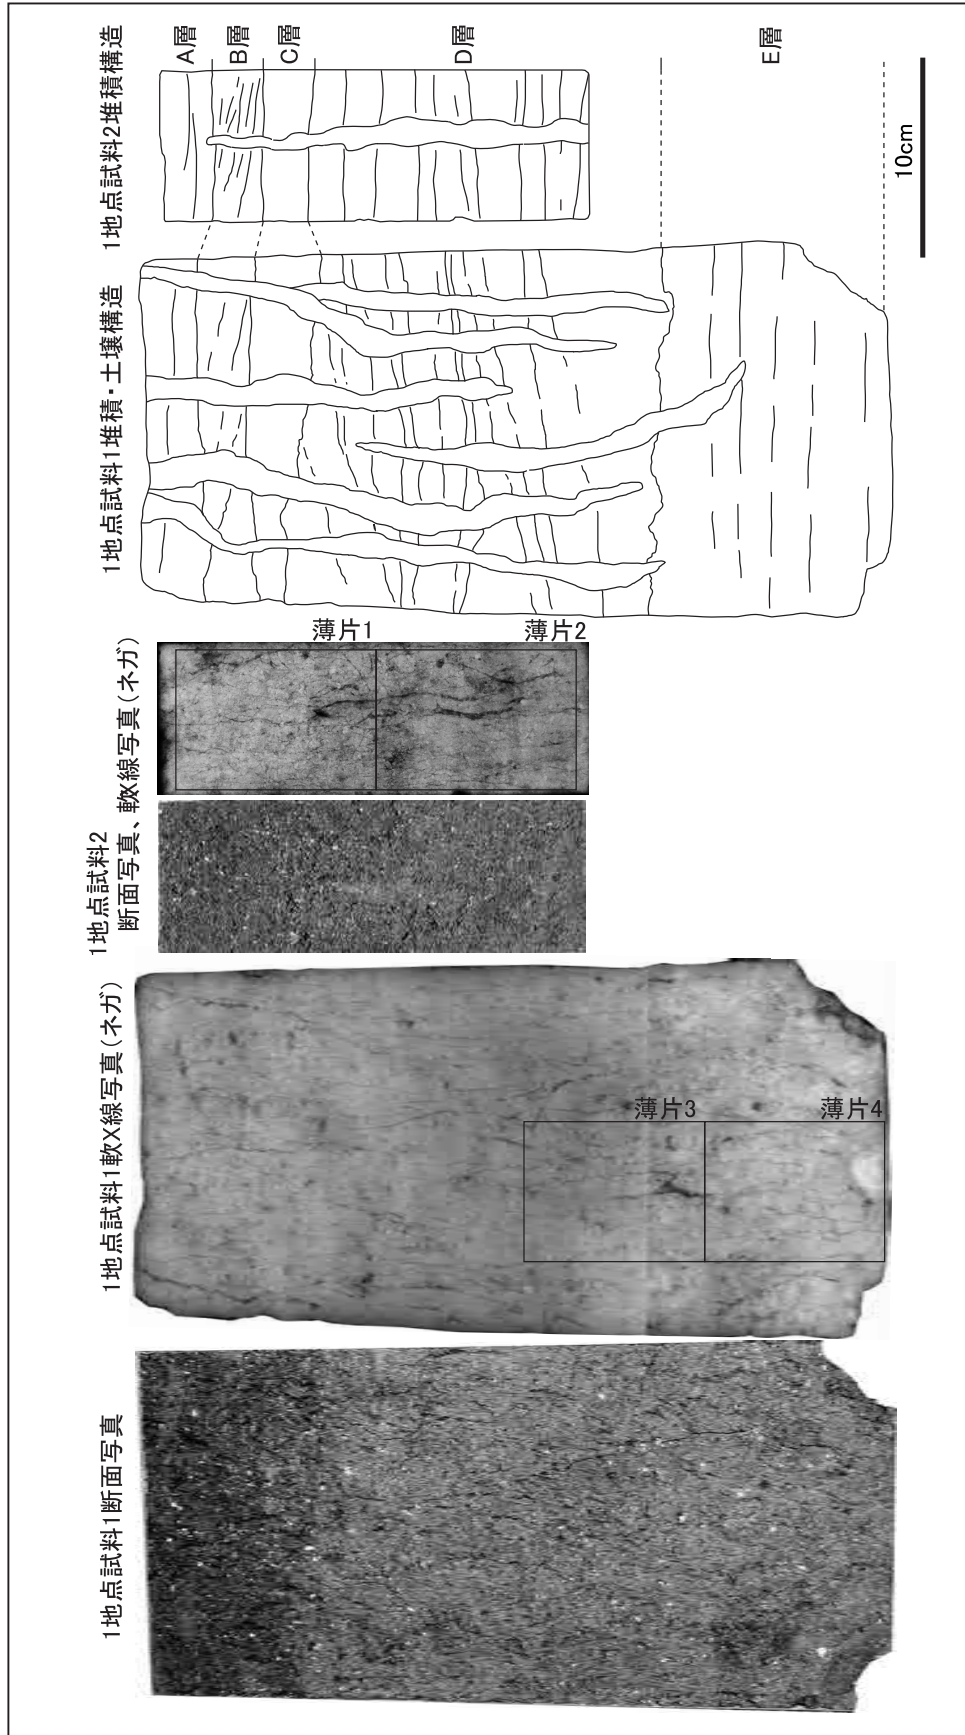 1地点試料2堆積構造
A層
B層
C層
D層
E層
10cm
1地点試料1堆積・土壌構造
薄片1
薄片2
1地点試料2
断面写真、軟X線写真(ネガ)
1地点試料1軟X線写真(ネガ)
薄片3
薄片4
1地点試料1断面写真